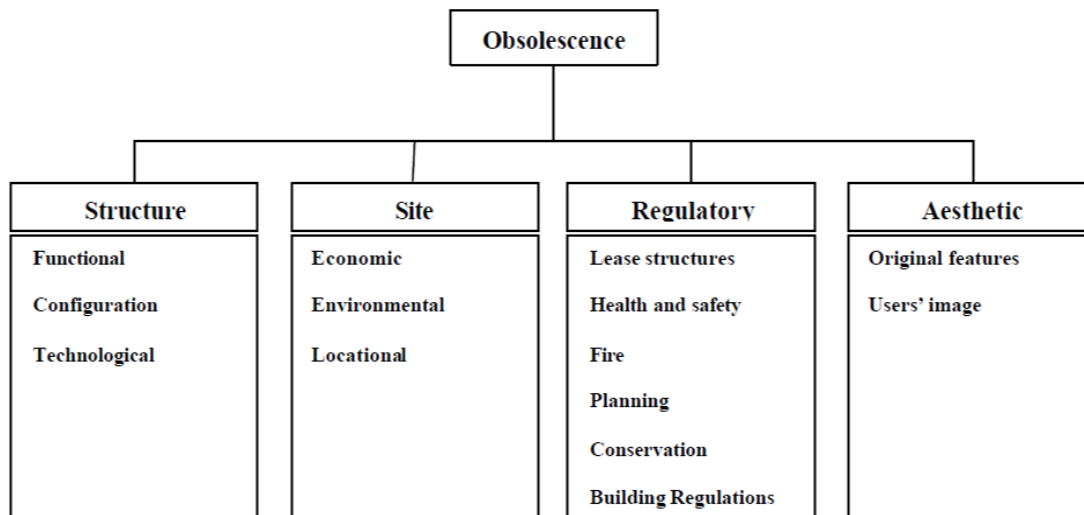 Obsolescence
Structure
Functional
Configuration
Technological
Site
Economic
Environmental
Locational
Regulatory
Lease structures
Health and safety
Fire
Planning
Conservation
Building Regulations
Aesthetic
Original features
Users’ image